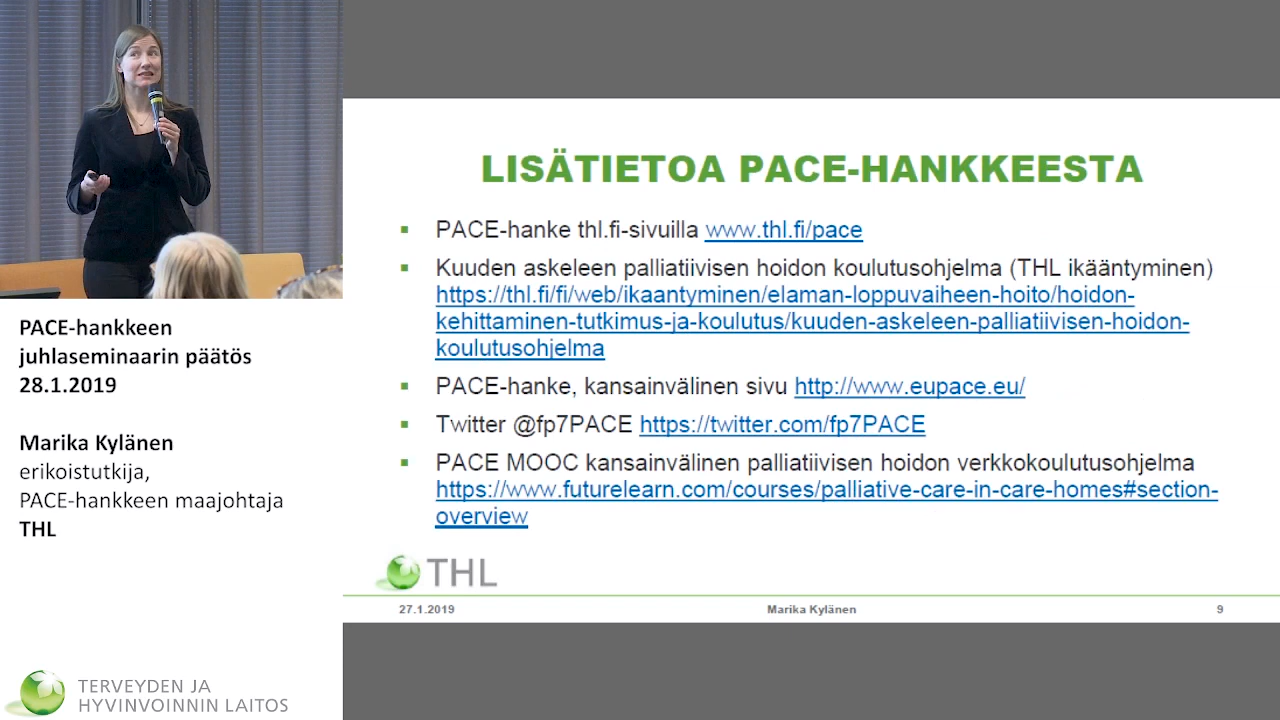 PACE-hankkeen
juhlaseminaarin päätös
28.1.2019
Marika Kylänen
erikoistutkija,
PACE-hankkeen maajohtaja
THL
TERVEYDEN JA
HYVINVOINNIN LAITOS
LISÄTIETOA PACE-HANKKEESTA
▪ PACE-hanke thl.fi-sivuilla www.thl.fi/pace
▪ Kuuden askeleen palliatiivisen hoidon koulutusohjelma (THL ikääntyminen)
https://thl.fi/fi/web/ikaantyminen/elaman-loppuvaiheen-hoito/hoidon-
kehittaminen-tutkimus-ja-koulutus/kuuden-askeleen-palliatiivisen-hoidon-
koulutusohjelma
▪ PACE-hanke, kansainvälinen sivu http://www.eupace.eu/
▪ Twitter @fp7PACE https://twitter.com/fp7PACE
▪ PACE MOOC kansainvälinen palliatiivisen hoidon verkkokoulutusohjelma
https://www.futurelearn.com/courses/palliative-care-in-care-homes#section-
overview
THL
27.1.2019 Marika Kylänen 9